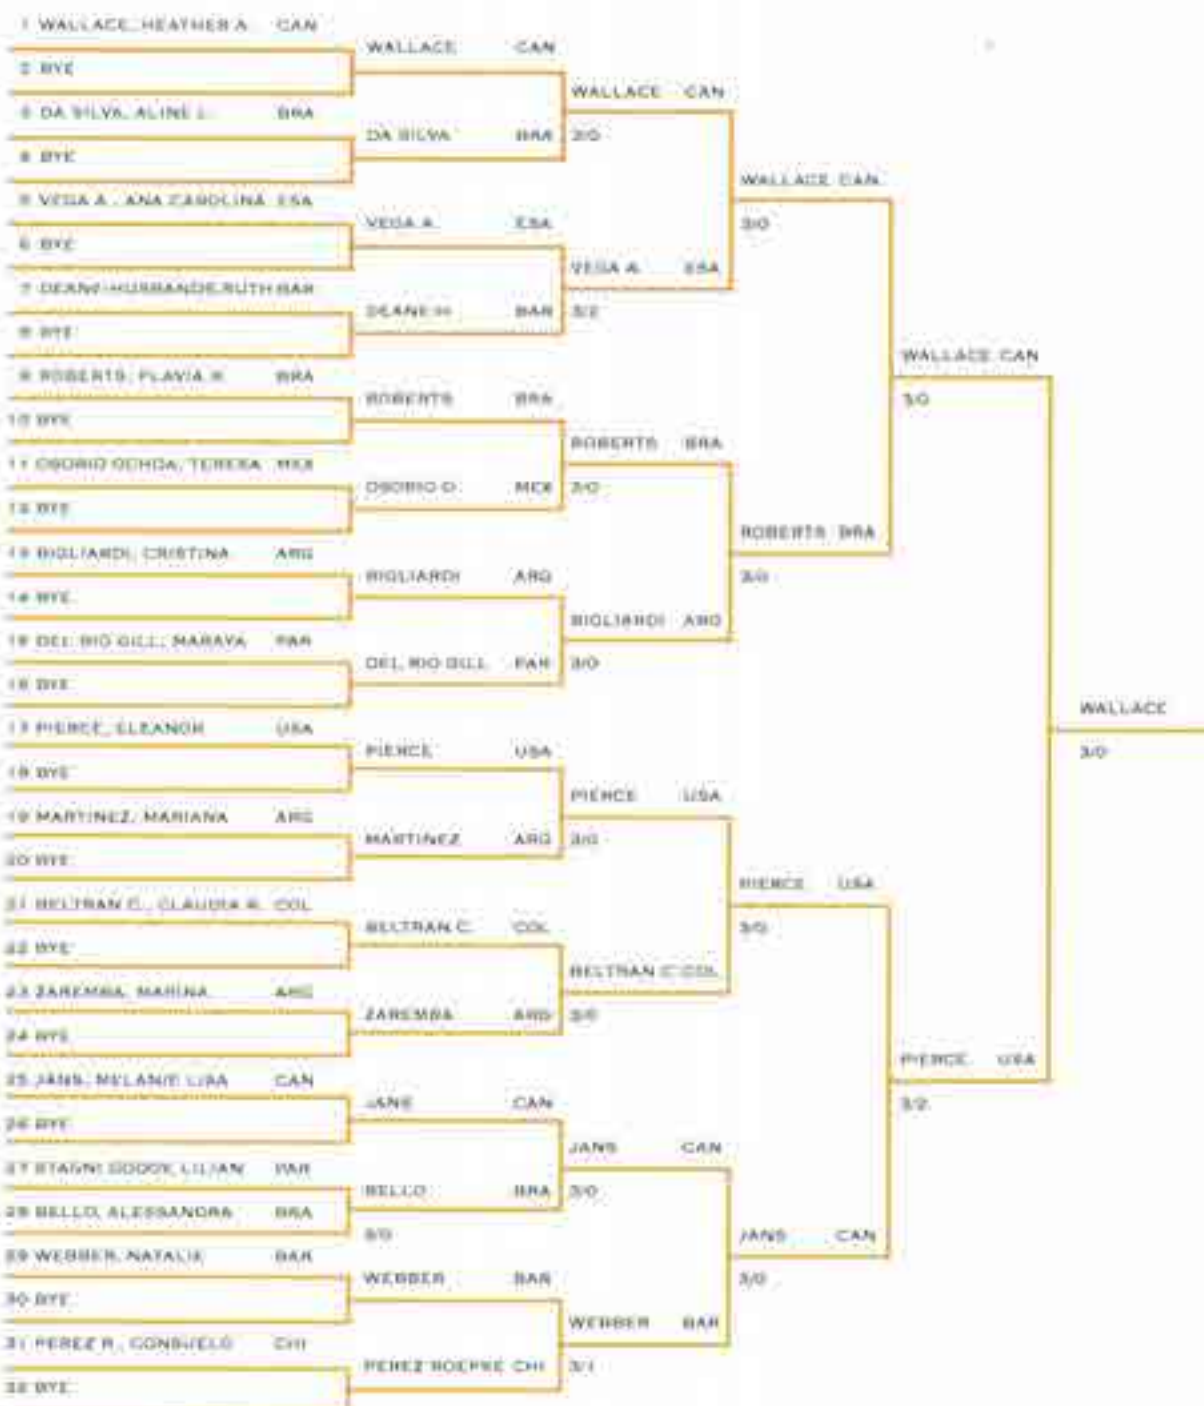 1 WALLACE, HEATHER A. CAN
2 BYE
3 DA SILVA, ALINE L. BRA
4 BYE
5 VEGA A., ANA CAROLINA ESA
6 BYE
7 DEANE-HUSBANDS, RUTH BAR
8 BYE
9 ROBERTS, FLAVIA R. BRA
10 BYE
11 OSORIO OCHOA, TERESA MEX
12 BYE
13 BIGLIARDI, CRISTINA ARG
14 BYE
15 DEL RIO GILL, MARAYA PAR
16 BYE
17 PIERCE, ELEANOR USA
18 BYE
19 MARTINEZ, MARIANA ARG
20 BYE
21 BELTRAN C., CLAUDIA R. COL
22 BYE
23 ZAREMBA, MARINA ARG
24 BYE
25 JANS, MELANIE LISA CAN
26 BYE
27 STAGNI GODOY, LILIAN PAR
28 BELLO, ALESSANDRA BRA
29 WEBBER, NATALIE BAR
30 BYE
31 PEREZ R., CONSUELO CHI
32 BYE
WALLACE CAN
DA SILVA BRA
VEGA A. ESA
DEANE-H BAR
ROBERTS BRA
OSORIO O. MEX
BIGLIARDI ARG
DEL RIO GILL PAR
PIERCE USA
MARTINEZ ARG
BELTRAN C. COL
ZAREMBA ARG
JANS CAN
BELLO BRA
3/0
WEBBER BAR
PEREZ ROEPKE CHI
WALLACE CAN
3/0
VEGA A. ESA
3/2
ROBERTS BRA
3/0
BIGLIARDI ARG
3/0
PIERCE USA
3/0
BELTRAN C. COL
3/0
JANS CAN
3/0
WEBBER BAR
3/1
WALLACE CAN
3/0
ROBERTS BRA
3/0
PIERCE USA
3/0
JANS CAN
3/0
WALLACE CAN
3/0
PIERCE USA
3/2
WALLACE
3/0